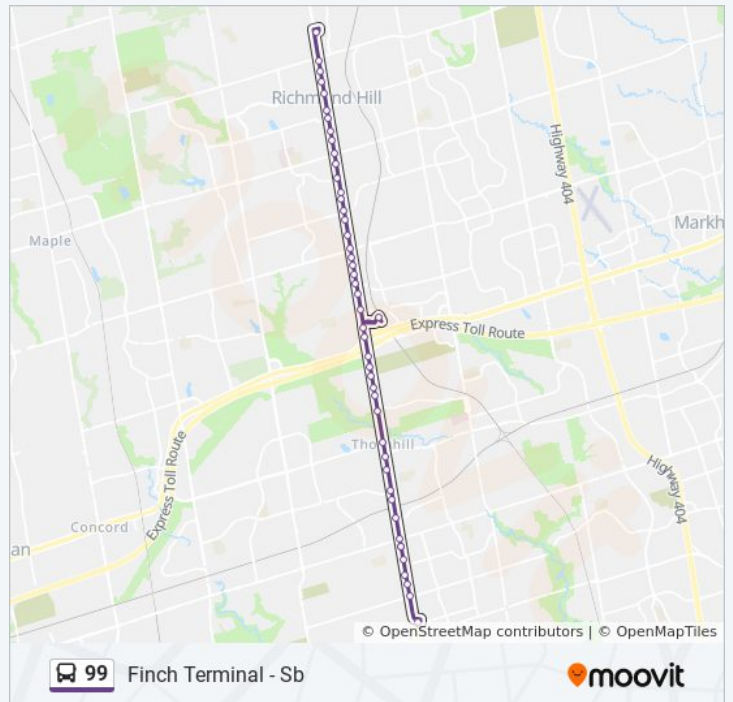 Richmond Hill
Highway 404
Markh
Maple
Express Toll Route
Thornhill
Express Toll Route
Highway 404
Concord
an
© OpenStreetMap contributors | © OpenMapTiles
99 Finch Terminal - Sb
moovit